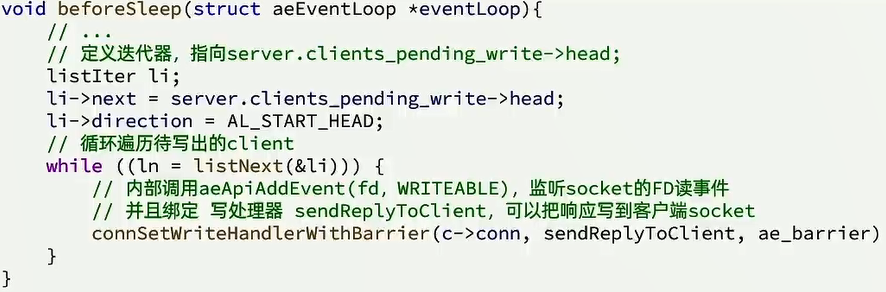 void beforeSleep(struct aeEventLoop *eventLoop){
    // ...
    // 定义迭代器，指向server.clients_pending_write->head;
    listIter li;
    li->next = server.clients_pending_write->head;
    li->direction = AL_START_HEAD;
    // 循环遍历待写出的client
    while ((ln = listNext(&li))) {
        // 内部调用aeApiAddEvent(fd, WRITEABLE)，监听socket的FD读事件
        // 并且绑定 写处理器 sendReplyToClient，可以把响应写到客户端socket
        connSetWriteHandlerWithBarrier(c->conn, sendReplyToClient, ae_barrier)
    }
}